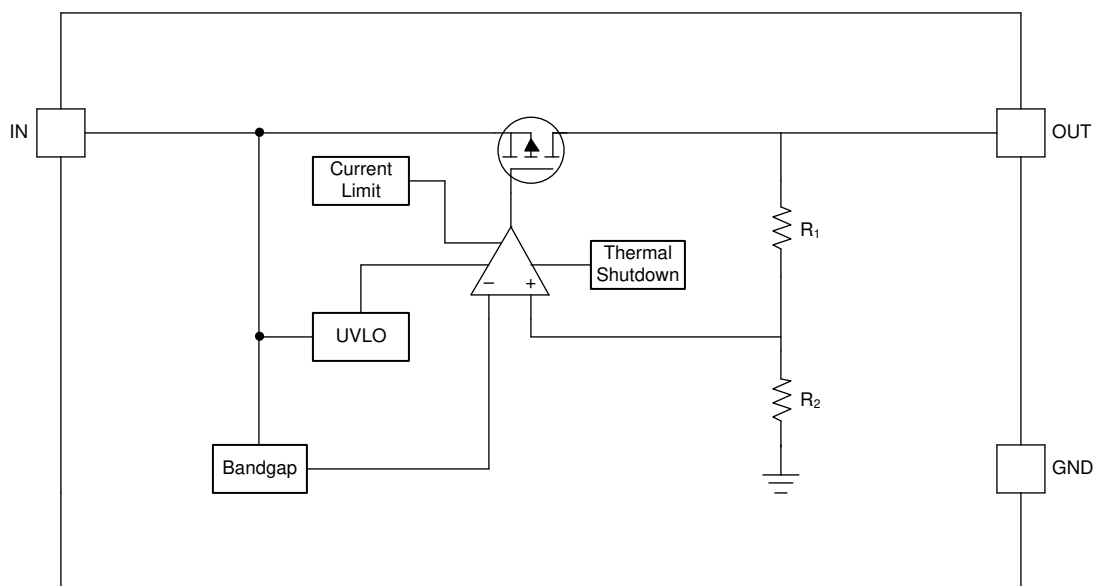 IN
OUT
Current
Limit
R₁
Thermal
Shutdown
− +
UVLO
R₂
Bandgap
GND